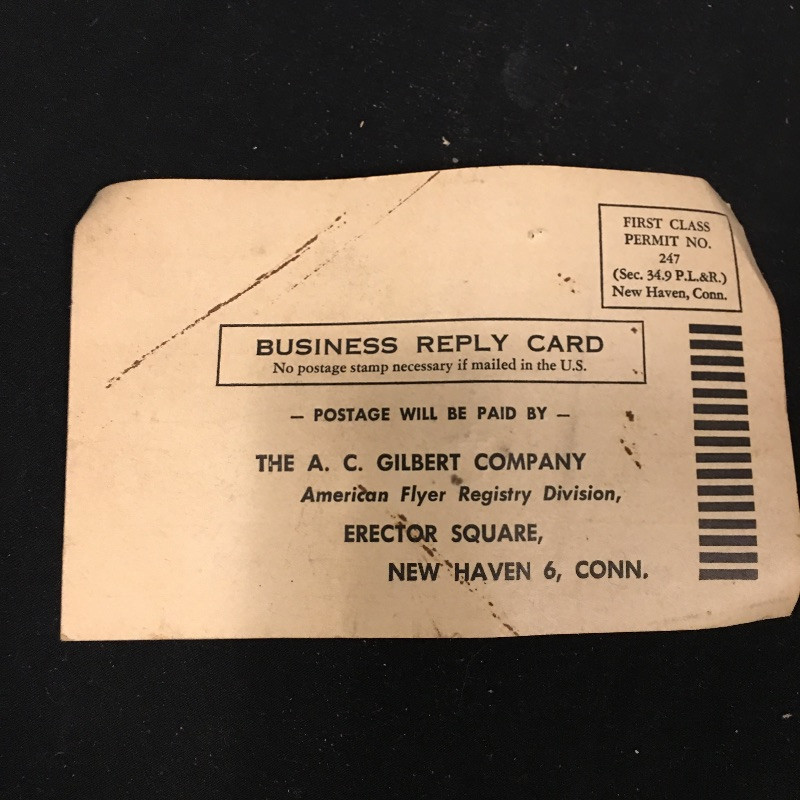 FIRST CLASS
PERMIT NO.
247
(Sec. 34.9 P.L.&R.)
New Haven, Conn.
BUSINESS REPLY CARD
No postage stamp necessary if mailed in the U.S.
— POSTAGE WILL BE PAID BY —
THE A. C. GILBERT COMPANY
American Flyer Registry Division,
ERECTOR SQUARE,
NEW HAVEN 6, CONN.